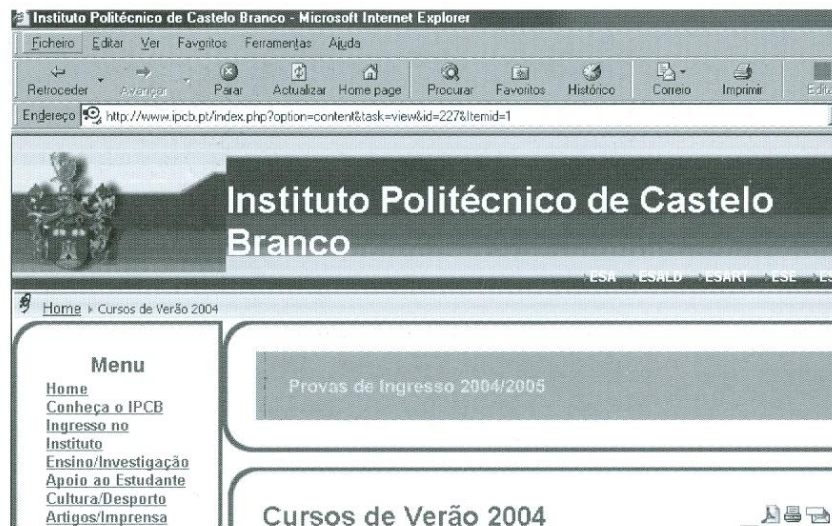 Instituto Politécnico de Castelo Branco - Microsoft Internet Explorer
Ficheiro Editar Ver Favoritos Ferramentas Ajuda
Retroceder Avançar Parar Actualizar Home page Procurar Favoritos Histórico Correio Imprimir
Endereço http://www.ipcb.pt/index.php?option=content&task=view&id=227&Itemid=1
Instituto Politécnico de Castelo
Branco
ESA ESALD ESART ESE
Home Cursos de Verão 2004
Menu
Home
Conheça o IPCB
Ingresso no
Instituto
Ensino/Investigação
Apoio ao Estudante
Cultura/Desporto
Artigos/Imprensa
Provas de Ingresso 2004/2005
Cursos de Verão 2004